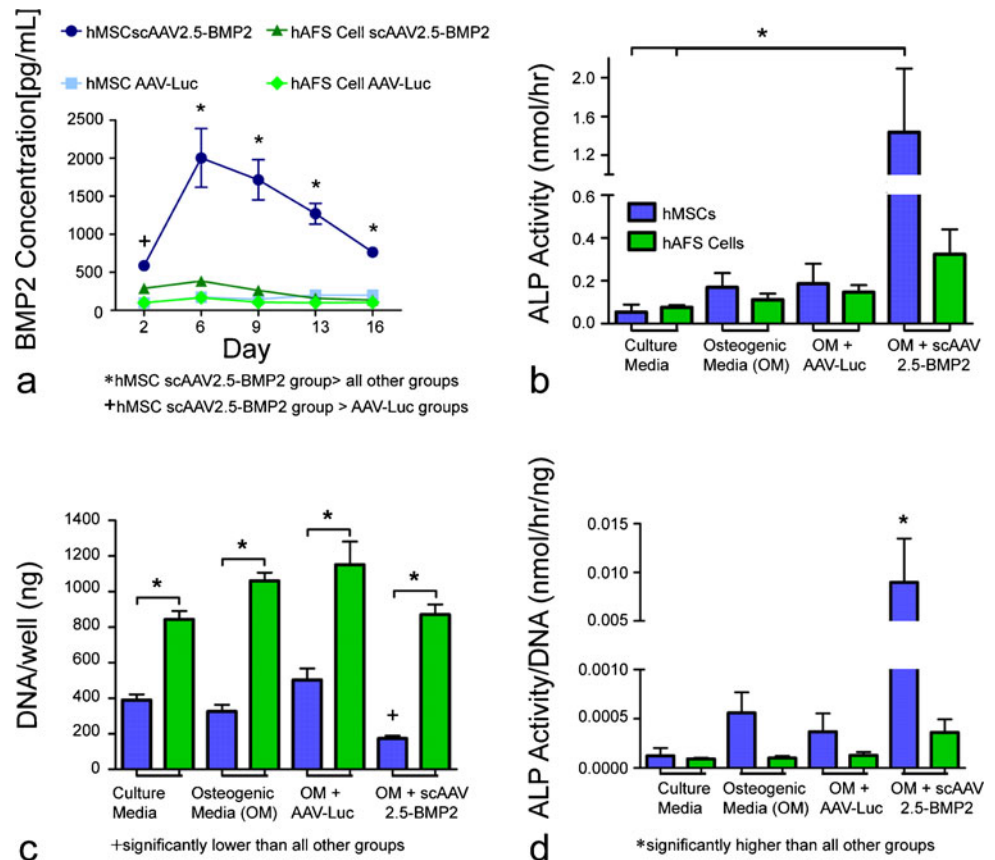 hMSCscAAV2.5-BMP2
hAFS Cell scAAV2.5-BMP2
hMSC AAV-Luc
hAFS Cell AAV-Luc
BMP2 Concentration[pg/mL]
2500
2000
1500
1000
500
0
*
*
*
*
+
2 6 9 13 16
Day
a
*hMSC scAAV2.5-BMP2 group> all other groups
+hMSC scAAV2.5-BMP2 group > AAV-Luc groups
ALP Activity (nmol/hr)
*
2.0
1.6
1.2
0.6
0.4
0.2
0.0
hMSCs
hAFS Cells
Culture Media
Osteogenic Media (OM)
OM + AAV-Luc
OM + scAAV 2.5-BMP2
b
DNA/well (ng)
1400
1200
1000
800
600
400
200
0
*
*
*
*
+
Culture Media
Osteogenic Media (OM)
OM + AAV-Luc
OM + scAAV 2.5-BMP2
c
+significantly lower than all other groups
ALP Activity/DNA (nmol/hr/ng)
0.015
0.010
0.005
0.0010
0.0005
0.0000
*
Culture Media
Osteogenic Media (OM)
OM + AAV-Luc
OM + scAAV 2.5-BMP2
d
*significantly higher than all other groups